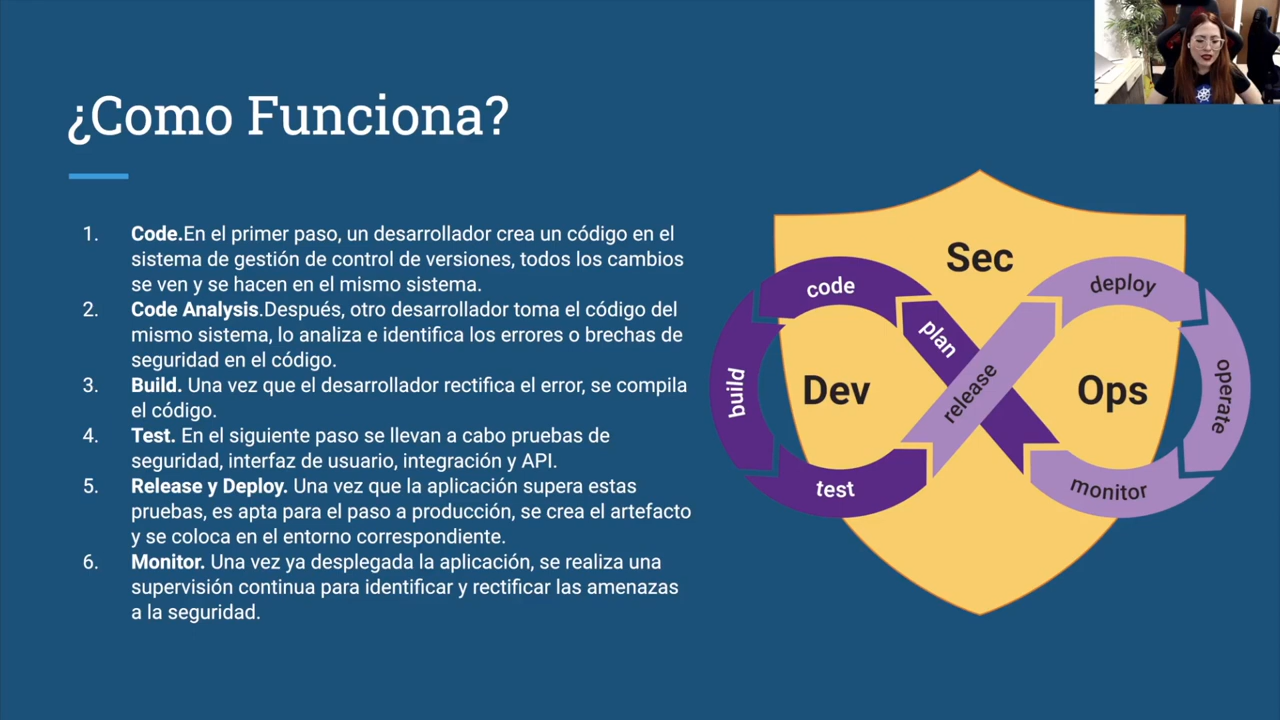 ¿Como Funciona?
1. Code.En el primer paso, un desarrollador crea un código en el
sistema de gestión de control de versiones, todos los cambios
se ven y se hacen en el mismo sistema.
2. Code Analysis.Después, otro desarrollador toma el código del
mismo sistema, lo analiza e identifica los errores o brechas de
seguridad en el código.
3. Build. Una vez que el desarrollador rectifica el error, se compila
el código.
4. Test. En el siguiente paso se llevan a cabo pruebas de
seguridad, interfaz de usuario, integración y API.
5. Release y Deploy. Una vez que la aplicación supera estas
pruebas, es apta para el paso a producción, se crea el artefacto
y se coloca en el entorno correspondiente.
6. Monitor. Una vez ya desplegada la aplicación, se realiza una
supervisión continua para identificar y rectificar las amenazas
a la seguridad.
Sec
code
deploy
plan
build
Dev
release
Ops
operate
test
monitor